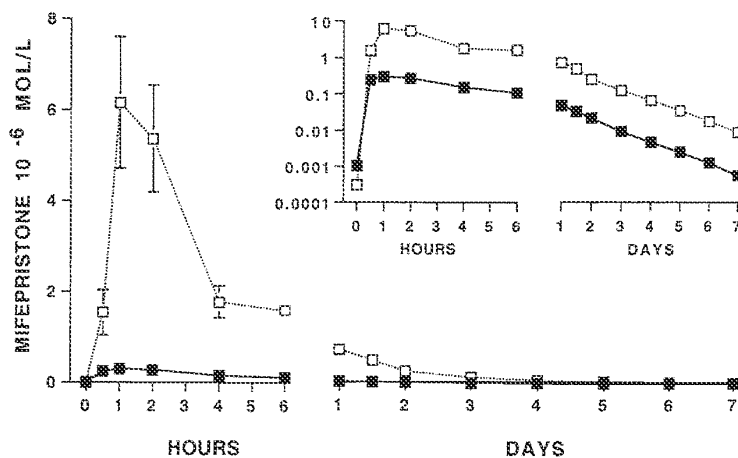 MIFEPRISTONE 10 -6 MOL/L
8
6
4
2
0
0 1 2 3 4 5 6
HOURS
1 2 3 4 5 6 7
DAYS
10
1
0.1
0.01
0.001
0.0001
0 1 2 3 4 5 6
HOURS
1 2 3 4 5 6 7
DAYS